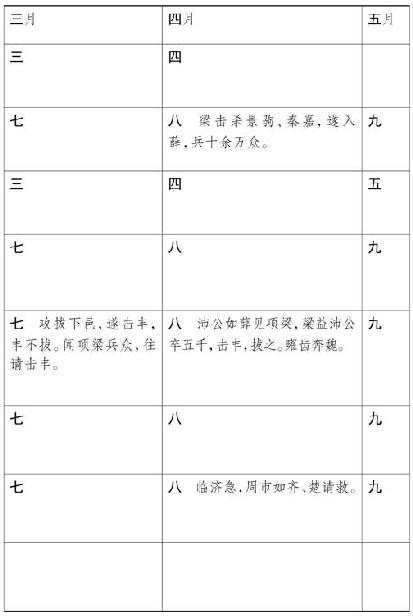 三月 四月 五月
三 四
七 八 梁击杀景驹、秦嘉，遂入 九
薛，兵十余万众。
三 四 五
七 八 九
七 攻拔下邑，遂击丰， 八 沛公如薛见项梁，梁益沛公 九
丰不拔。闻项梁兵众，往 卒五千，击丰，拔之。雍齿奔魏。
请击丰。
七 八 九
七 八 临济急，周市如齐、楚请救。 九